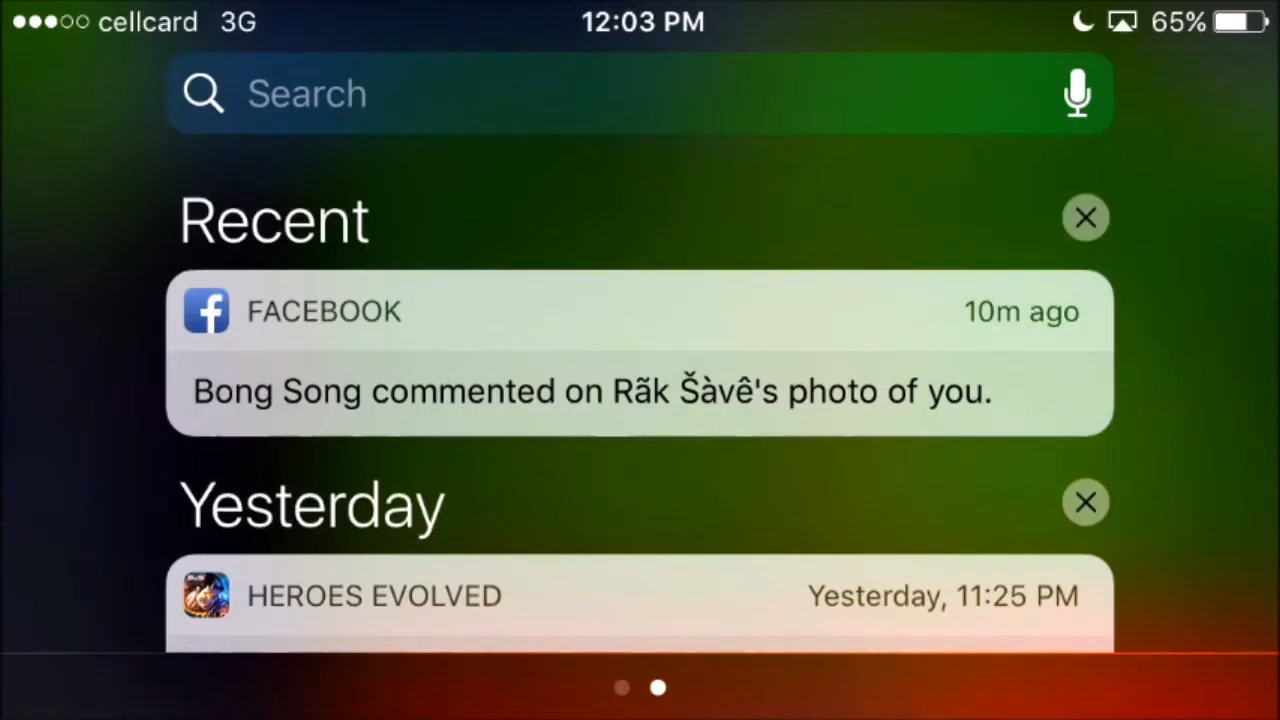 cellcard 3G 12:03 PM 65%
Search
Recent
FACEBOOK 10m ago
Bong Song commented on Rãk Šàvê's photo of you.
Yesterday
HEROES EVOLVED Yesterday, 11:25 PM